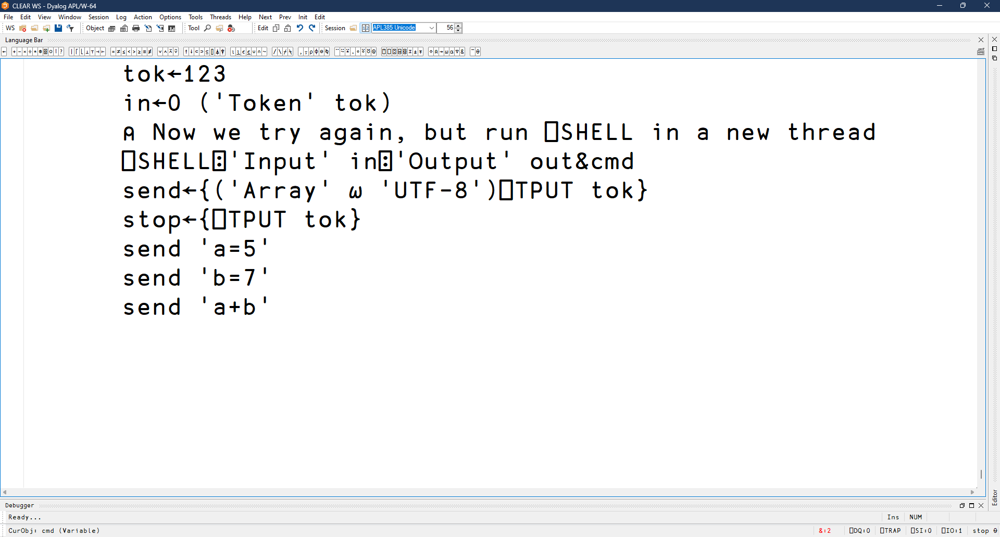 CLEAR WS - Dyalog APL/W-64
File Edit View Window Session Log Action Options Tools Threads Help Next Prev Init Edit
WS Object Tool Edit Session APL385 Unicode 56
Language Bar
tok←123
in←0 ('Token' tok)
⍝ Now we try again, but run ⎕SHELL in a new thread
⎕SHELL⍠'Input' in⍠'Output' out&cmd
send←{('Array' ⍵ 'UTF-8')⎕TPUT tok}
stop←{⎕TPUT tok}
send 'a=5'
send 'b=7'
send 'a+b'
Editor
Debugger
Ready...
Ins NUM
CurObj: cmd (Variable)
&:2 ⎕DQ:0 ⎕TRAP ⎕SI:0 ⎕IO:1 stop ⍬